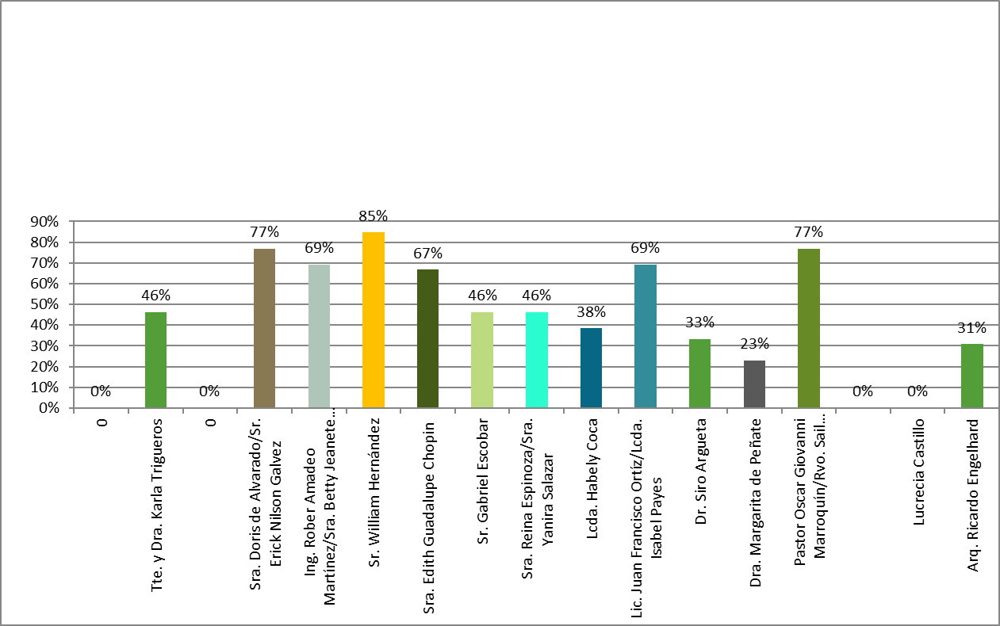 90%
80%
70%
60%
50%
40%
30%
20%
10%
0%
0%
46%
0%
77%
69%
85%
67%
46%
46%
38%
69%
33%
23%
77%
0%
0%
31%
0
Tte. y Dra. Karla Trigueros
0
Sra. Doris de Alvarado/Sr.
Erick Nilson Galvez
Ing. Rober Amadeo
Martínez/Sra. Betty Jeanete...
Sr. William Hernández
Sra. Edith Guadalupe Chopin
Sr. Gabriel Escobar
Sra. Reina Espinoza/Sra.
Yanira Salazar
Lcda. Habely Coca
Lic. Juan Francisco Ortíz/Lcda.
Isabel Payes
Dr. Siro Argueta
Dra. Margarita de Peñate
Pastor Oscar Giovanni
Marroquín/Rvo. Sail...
Lucrecia Castillo
Arq. Ricardo Engelhard